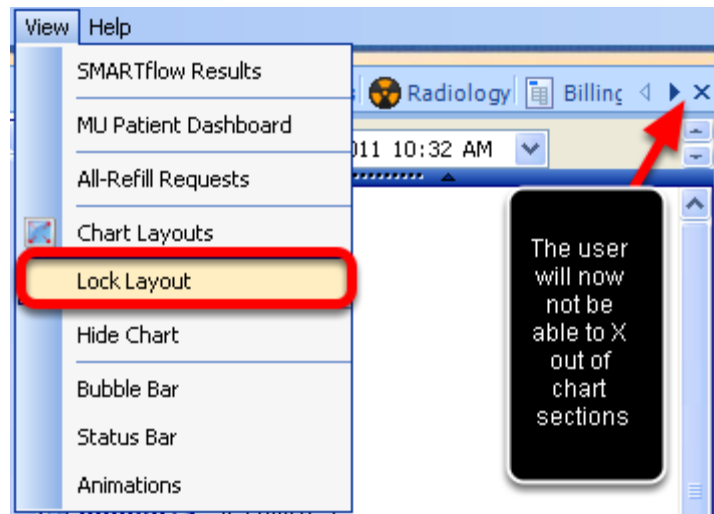 View Help
SMARTflow Results
Radiology Billing
MU Patient Dashboard
011 10:32 AM
All-Refill Requests
Chart Layouts
Lock Layout
Hide Chart
Bubble Bar
Status Bar
Animations
The user
will now
not be
able to X
out of
chart
sections